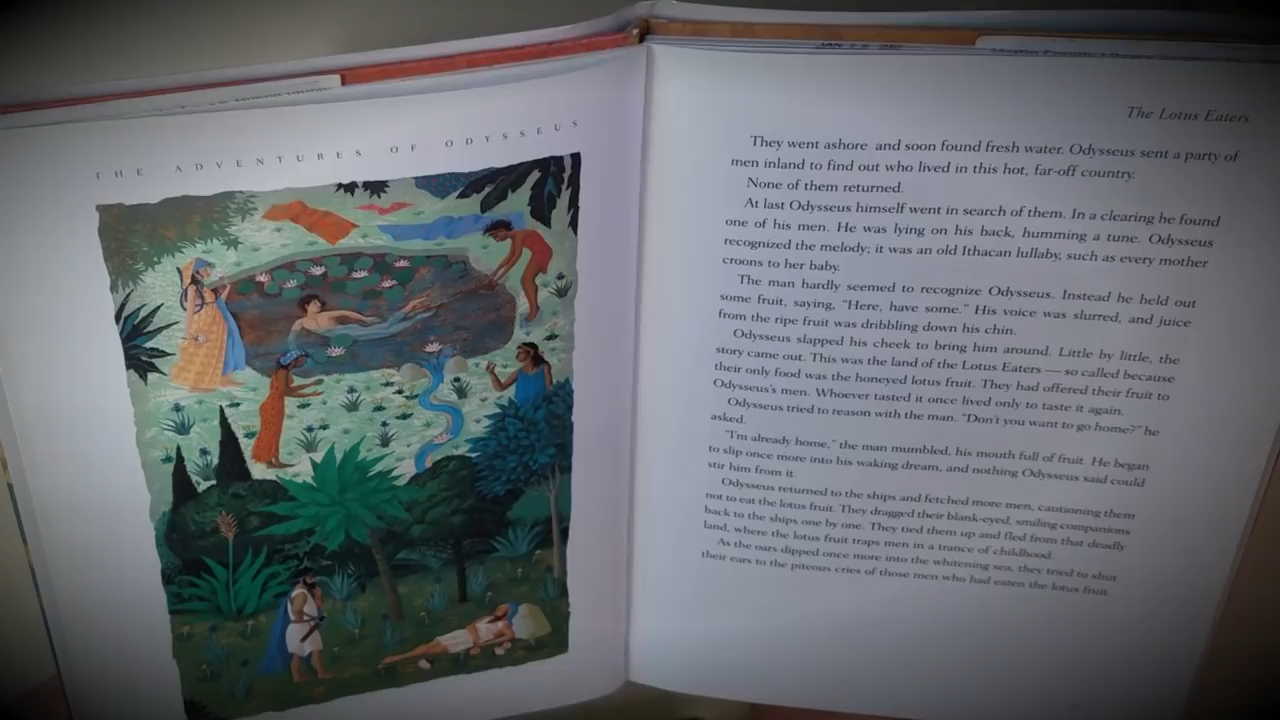 THE ADVENTURES OF ODYSSEUS
The Lotus Eaters
They went ashore and soon found fresh water. Odysseus sent a party of
men inland to find out who lived in this hot, far-off country.
None of them returned.
At last Odysseus himself went in search of them. In a clearing he found
one of his men. He was lying on his back, humming a tune. Odysseus
recognized the melody; it was an old Ithacan lullaby, such as every mother
croons to her baby.
The man hardly seemed to recognize Odysseus. Instead he held out
some fruit, saying, “Here, have some.” His voice was slurred, and juice
from the ripe fruit was dribbling down his chin.
Odysseus slapped his cheek to bring him around. Little by little, the
story came out. This was the land of the Lotus Eaters — so called because
their only food was the honeyed lotus fruit. They had offered their fruit to
Odysseus's men. Whoever tasted it once lived only to taste it again.
Odysseus tried to reason with the man. “Don't you want to go home?” he
asked.
“I'm already home,” the man mumbled, his mouth full of fruit. He began
to slip once more into his waking dream, and nothing Odysseus said could
stir him from it.
Odysseus returned to the ships and fetched more men, cautioning them
not to eat the lotus fruit. They dragged their blank-eyed, smiling companions
back to the ships one by one. They tied them up and fled from that deadly
land, where the lotus fruit traps men in a trance of childhood.
As the oars dipped once more into the whitening sea, they tried to shut
their ears to the piteous cries of those men who had eaten the lotus fruit.